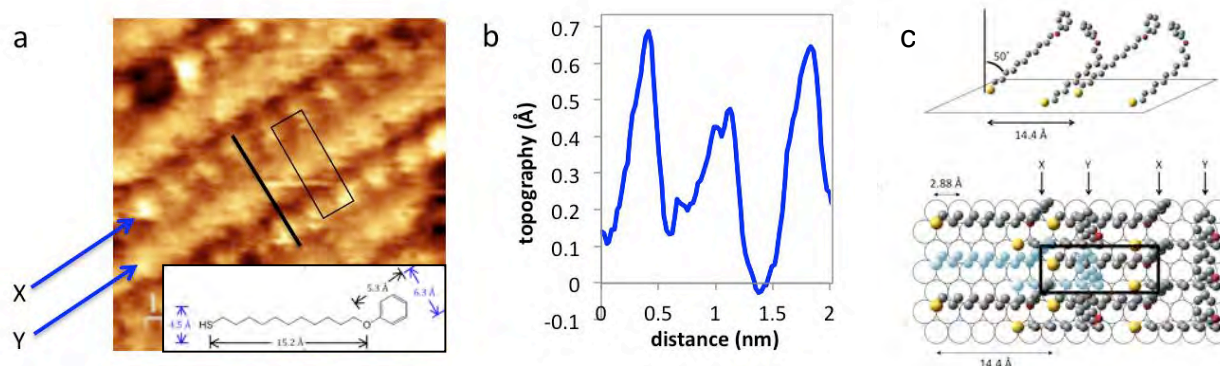 a
X
Y
4.5 Å
HS
15.2 Å
O
5.3 Å
6.3 Å
b
topography (Å)
0.7
0.6
0.5
0.4
0.3
0.2
0.1
0
-0.1
0 0.5 1 1.5 2
distance (nm)
c
50°
14.4 Å
X Y X Y
2.88 Å
14.4 Å